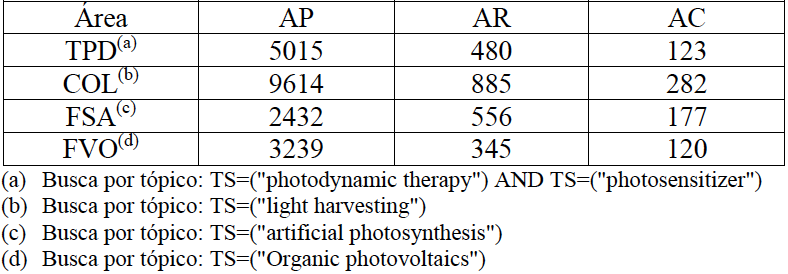 Área AP AR AC
TPD(a) 5015 480 123
COL(b) 9614 885 282
FSA(c) 2432 556 177
FVO(d) 3239 345 120
(a) Busca por tópico: TS=("photodynamic therapy") AND TS=("photosensitizer")
(b) Busca por tópico: TS=("light harvesting")
(c) Busca por tópico: TS=("artificial photosynthesis")
(d) Busca por tópico: TS=("Organic photovoltaics")